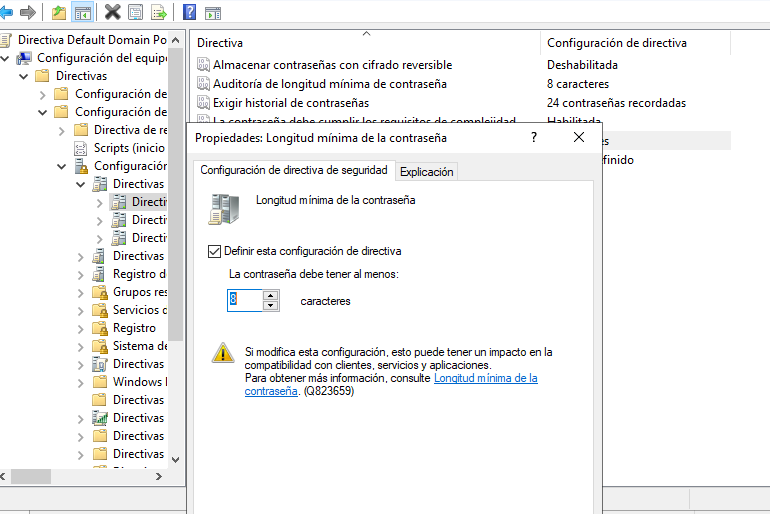 Directiva Default Domain Po
Configuración del equipo
Directivas
Configuración de
Configuración de
Directiva de re
Scripts (inicio
Configuración
Directivas
Directi
Directi
Directi
Directivas
Registro d
Grupos res
Servicios d
Registro
Sistema de
Directivas
Windows
Directivas
Directivas
Directivas
Directivas
Directiva
Configuración de directiva
Almacenar contraseñas con cifrado reversible
Deshabilitada
Auditoría de longitud mínima de contraseña
8 caracteres
Exigir historial de contraseñas
24 contraseñas recordadas
La contraseña debe cumplir los requisitos de complejidad
Habilitada
es
efinido
Propiedades: Longitud mínima de la contraseña
?
Configuración de directiva de seguridad
Explicación
Longitud mínima de la contraseña
Definir esta configuración de directiva
La contraseña debe tener al menos:
8
caracteres
Si modifica esta configuración, esto puede tener un impacto en la
compatibilidad con clientes, servicios y aplicaciones.
Para obtener más información, consulte Longitud mínima de la
contraseña. (Q823659)